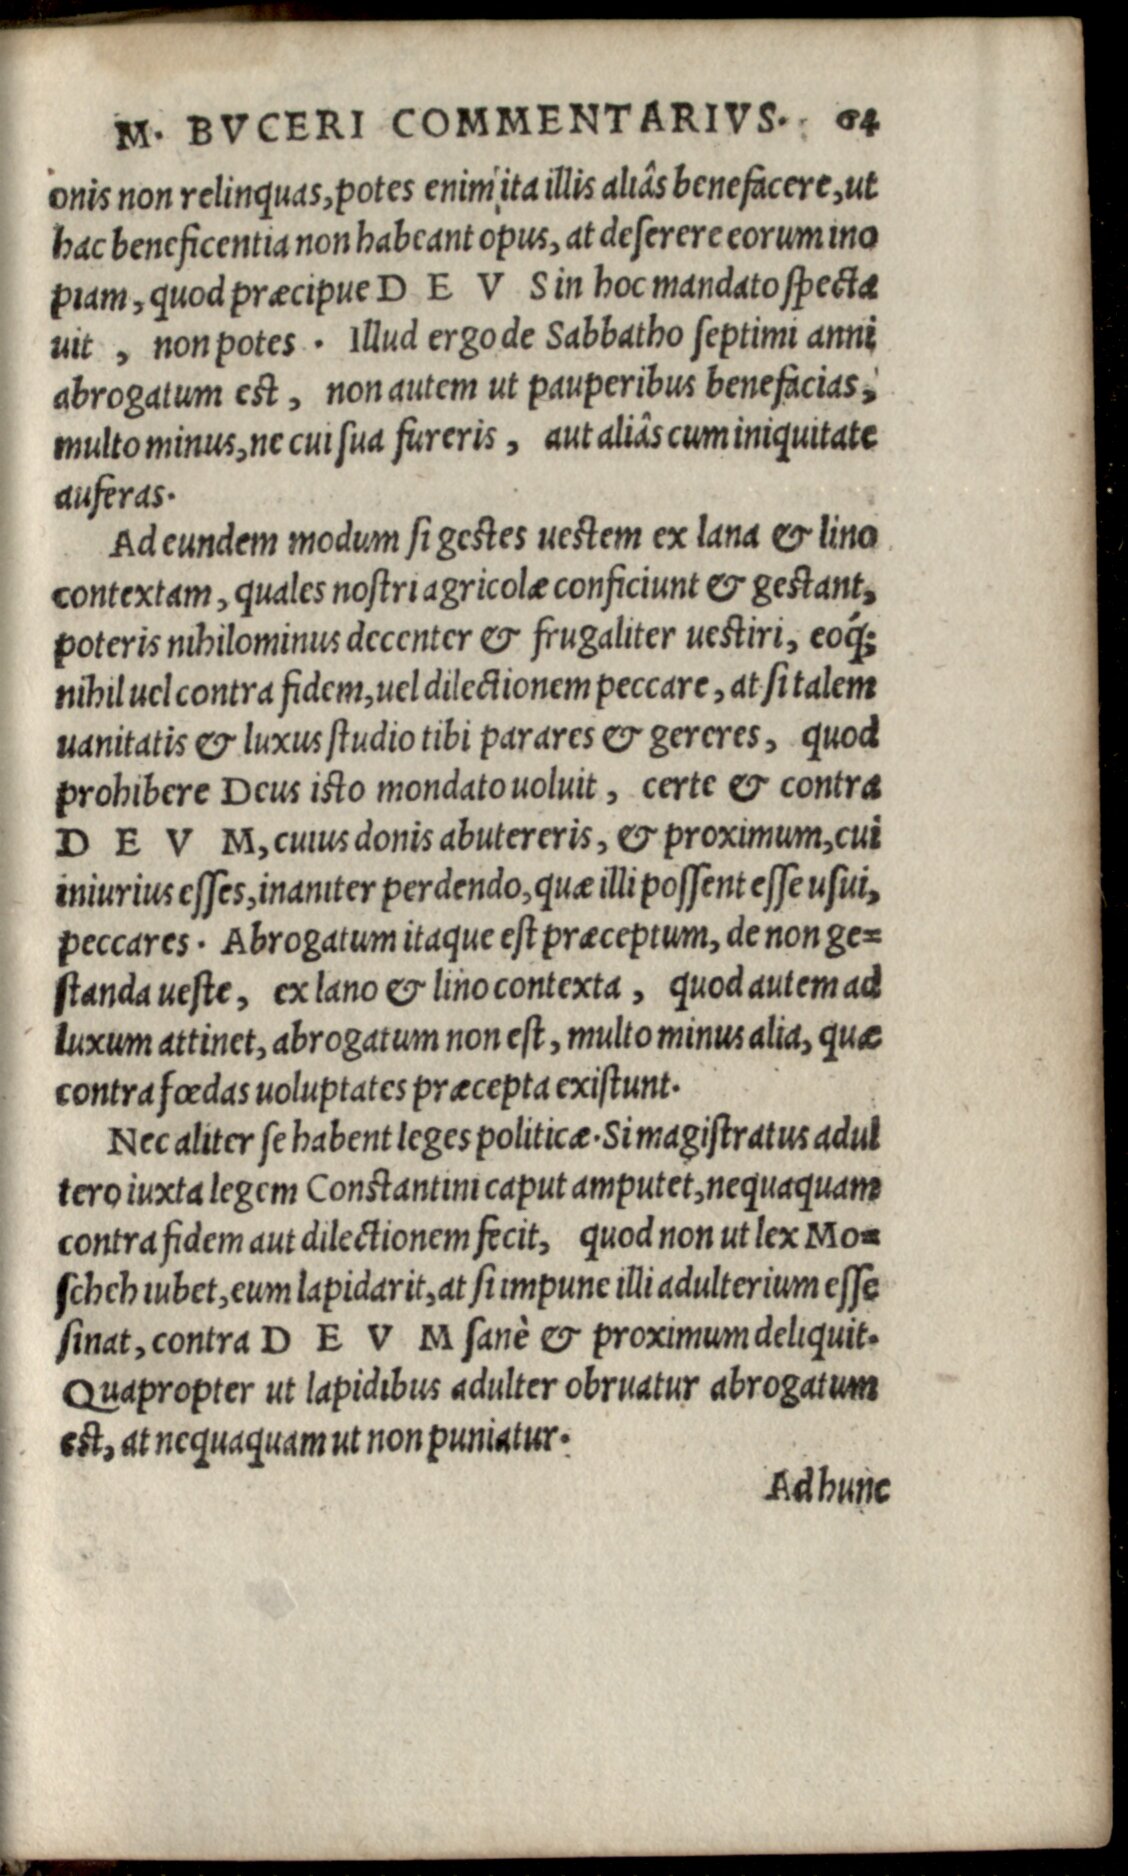 M. BVCERI COMMENTARIVS. 64
onis non relinquas, potes enim ita illis aliâs benefacere, ut
hac beneficentia non habeant opus, at deserere eorum ino
piam, quod præcipue D E V S in hoc mandato specta
uit , non potes . Illud ergo de Sabbatho septimi anni
abrogatum est, non autem ut pauperibus benefacias,
multo minus, ne cui sua fureris , aut aliâs cum iniquitate
auferas.
Ad eundem modum si gestes uestem ex lana & lino
contextam, quales nostri agricolæ conficiunt & gestant,
poteris nihilominus decenter & frugaliter uestiri, eoq́;
nihil uel contra fidem, uel dilectionem peccare, at si talem
uanitatis & luxus studio tibi parares & gereres, quod
prohibere Deus isto mondato uoluit , certe & contra
D E V M, cuius donis abutereris, & proximum, cui
iniurius esses, inaniter perdendo, quæ illi possent esse usui,
peccares . Abrogatum itaque est præceptum, de non ge=
standa ueste, ex lano & lino contexta , quod autem ad
luxum attinet, abrogatum non est, multo minus alia, quæ
contra fœdas uoluptates præcepta existunt.
Nec aliter se habent leges politicæ. Si magistratus adul
tero iuxta legem Constantini caput amputet, nequaquam
contra fidem aut dilectionem fecit, quod non ut lex Mo=
scheh iubet, eum lapidarit, at si impune illi adulterium esse
sinat, contra D E V M sanè & proximum deliquit.
Quapropter ut lapidibus adulter obruatur abrogatum
est, at nequaquam ut non puniatur.
Ad hunc